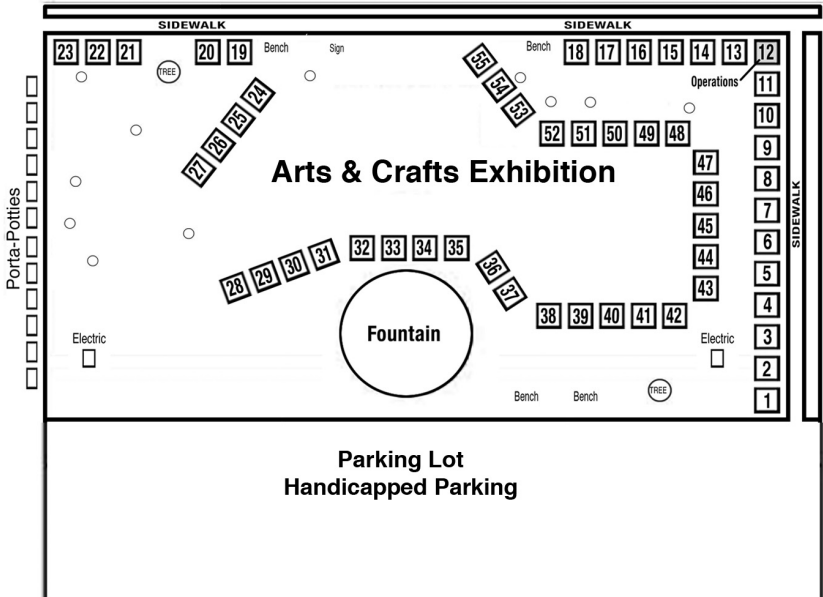 SIDEWALK SIDEWALK
23 22 21 20 19 Bench Sign Bench 18 17 16 15 14 13 12
TREE
55
Operations
11
54
24
53
10
25
52 51 50 49 48
26
9
27
Arts & Crafts Exhibition
47
8
46
7
SIDEWALK
Porta-Potties
45
6
28 29 30 31 32 33 34 35
36
44
5
37
43
4
38 39 40 41 42
Fountain
3
Electric
Electric
2
TREE
Bench Bench
1
Parking Lot
Handicapped Parking